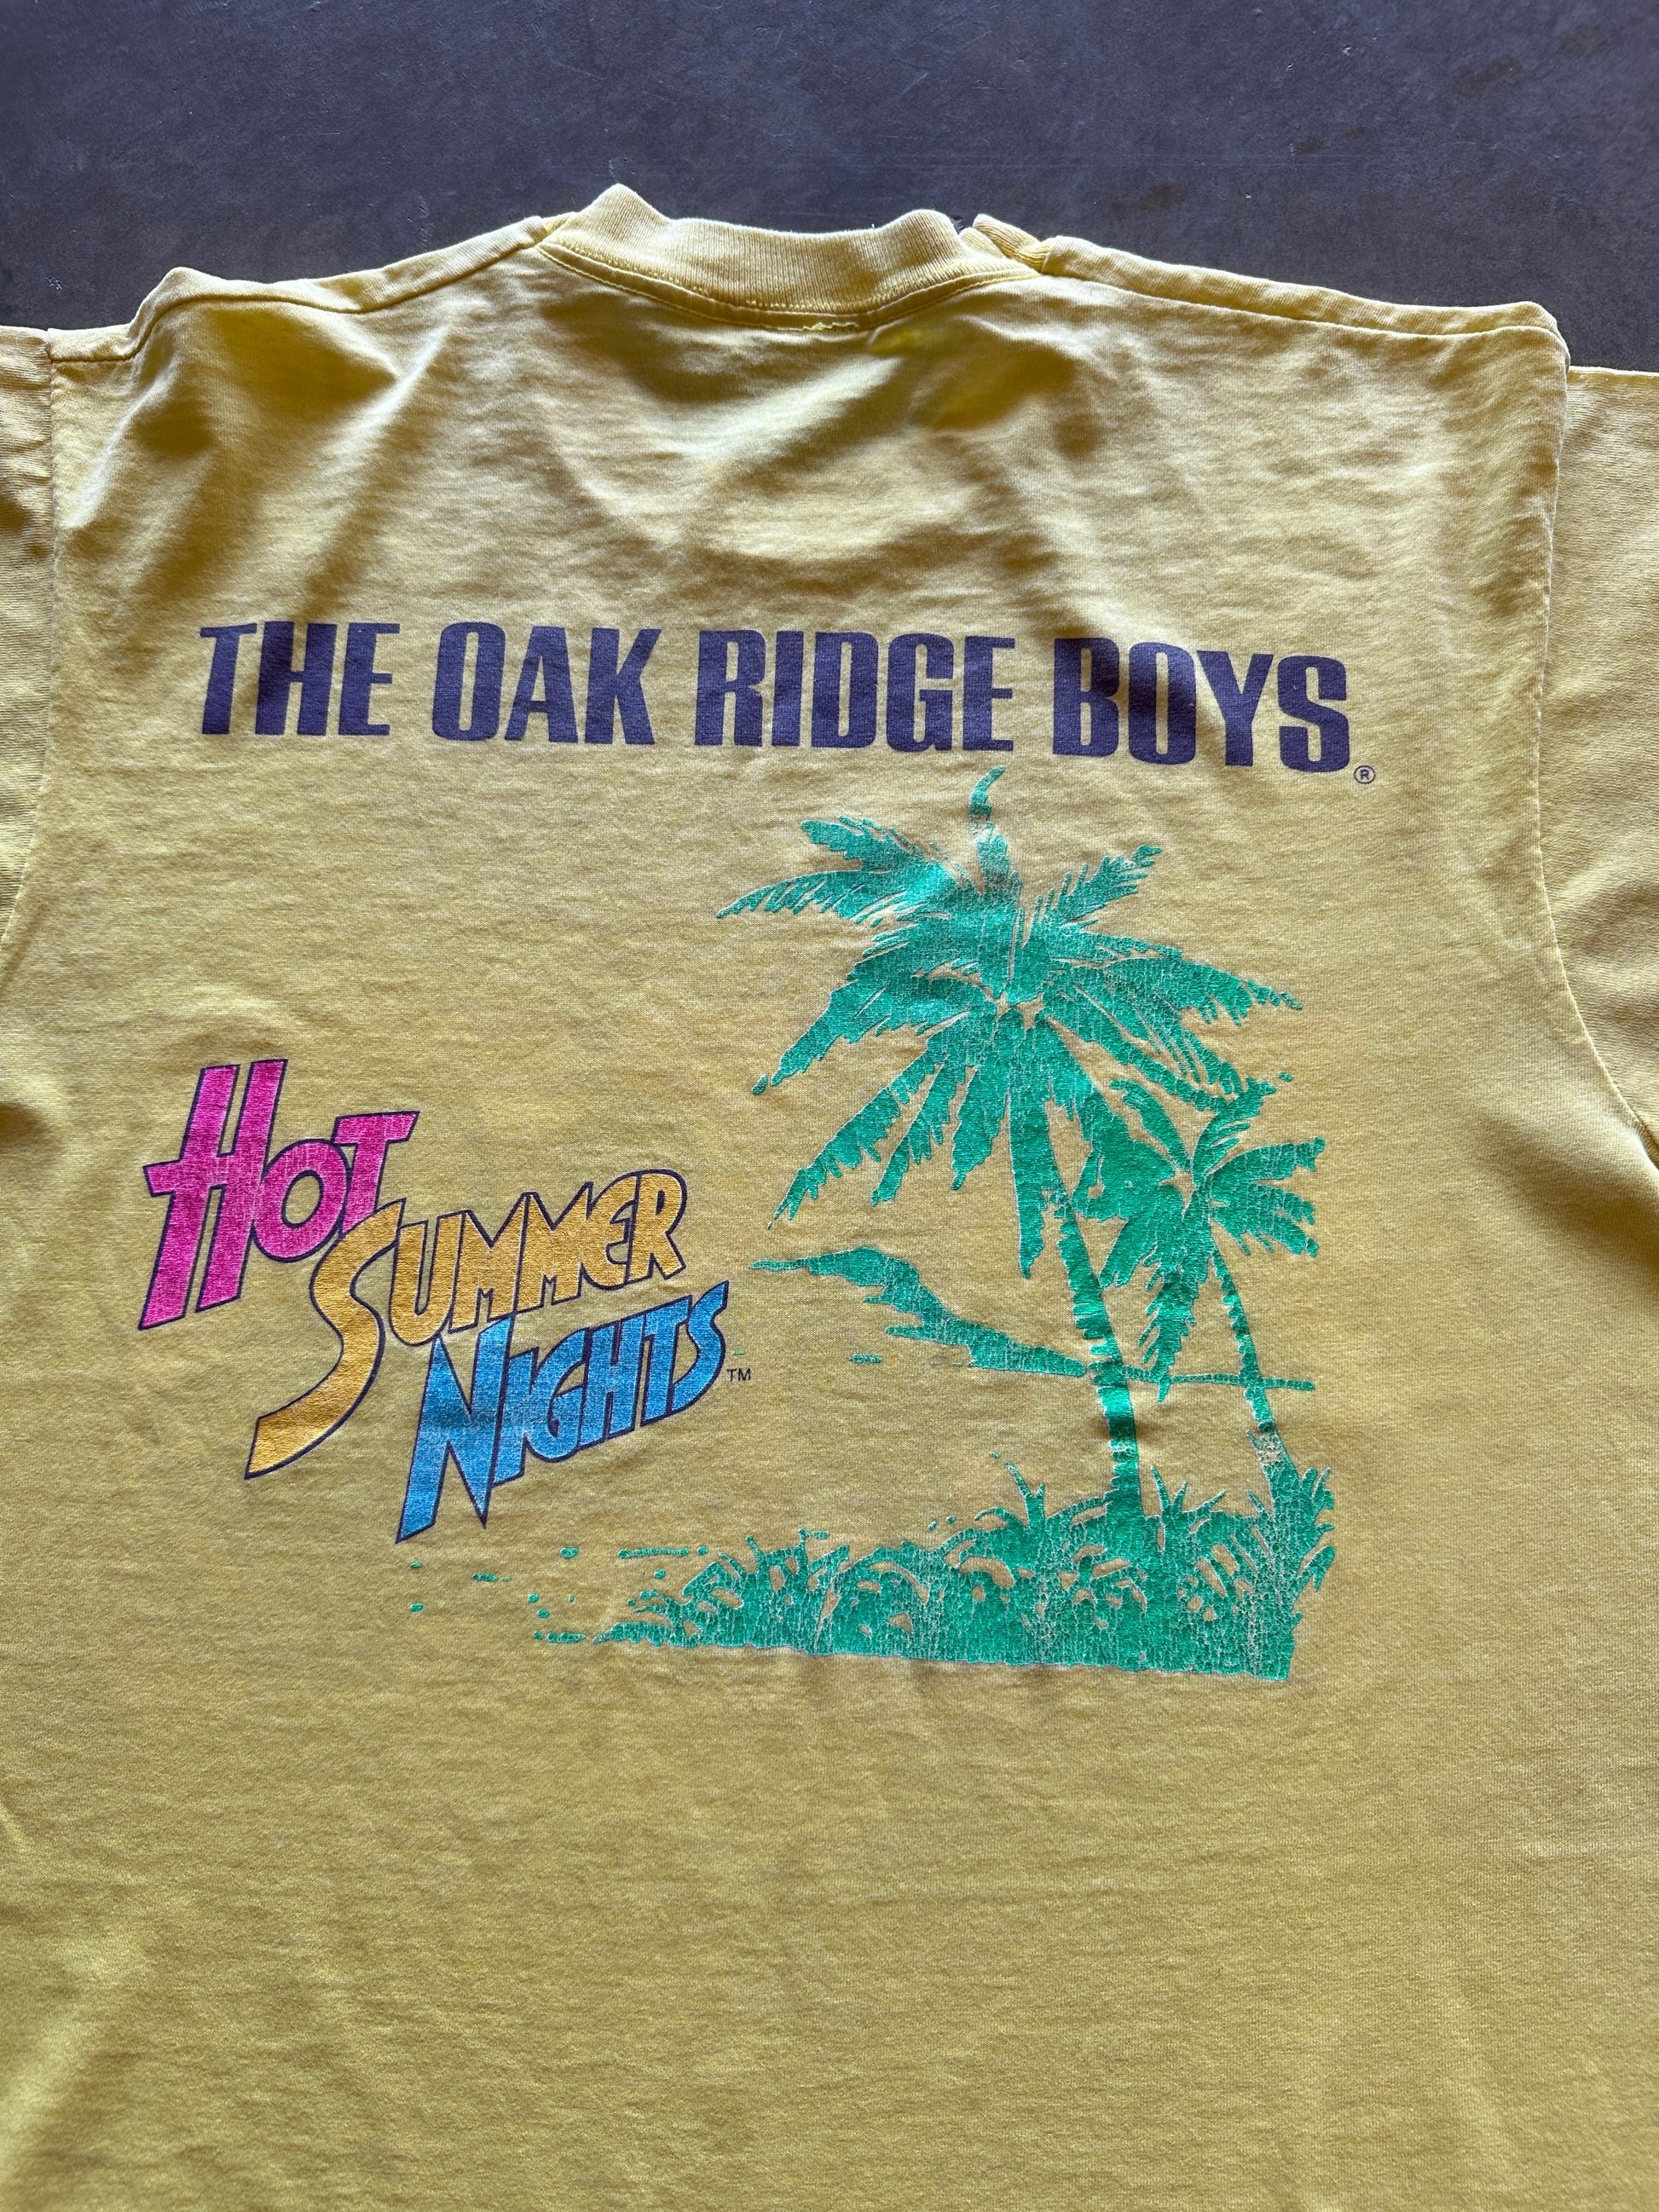 THE OAK RIDGE BOYS®
HOT
SUMMER
NIGHTS™